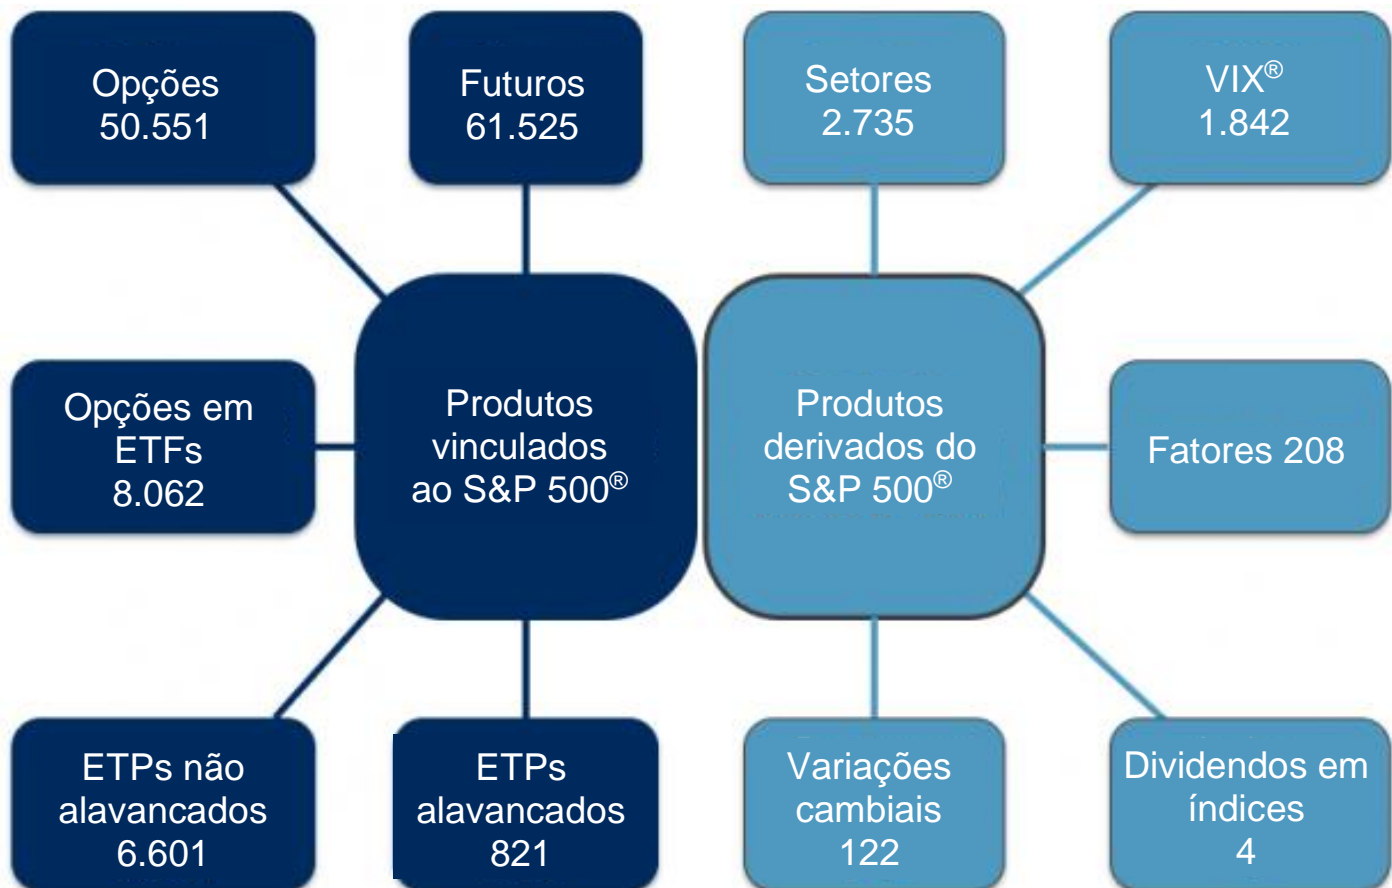 Opções
50.551
Futuros
61.525
Setores
2.735
VIX®
1.842
Opções em
ETFs
8.062
Produtos
vinculados
ao S&P 500®
Produtos
derivados do
S&P 500®
Fatores 208
ETPs não
alavancados
6.601
ETPs
alavancados
821
Variações
cambiais
122
Dividendos em
índices
4